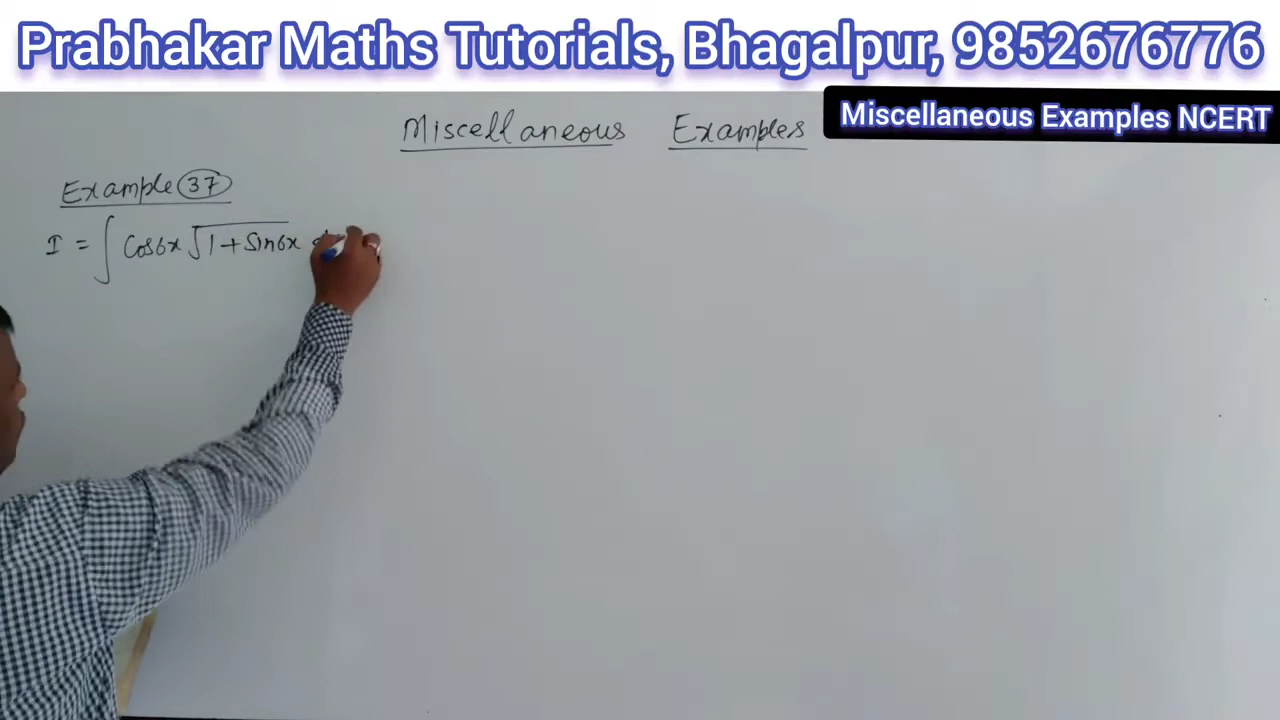 Prabhakar Maths Tutorials, Bhagalpur, 9852676776
Miscellaneous Examples NCERT
Miscellaneous Examples
Example 37
I = ∫ Cos6x √1+Sin6x d